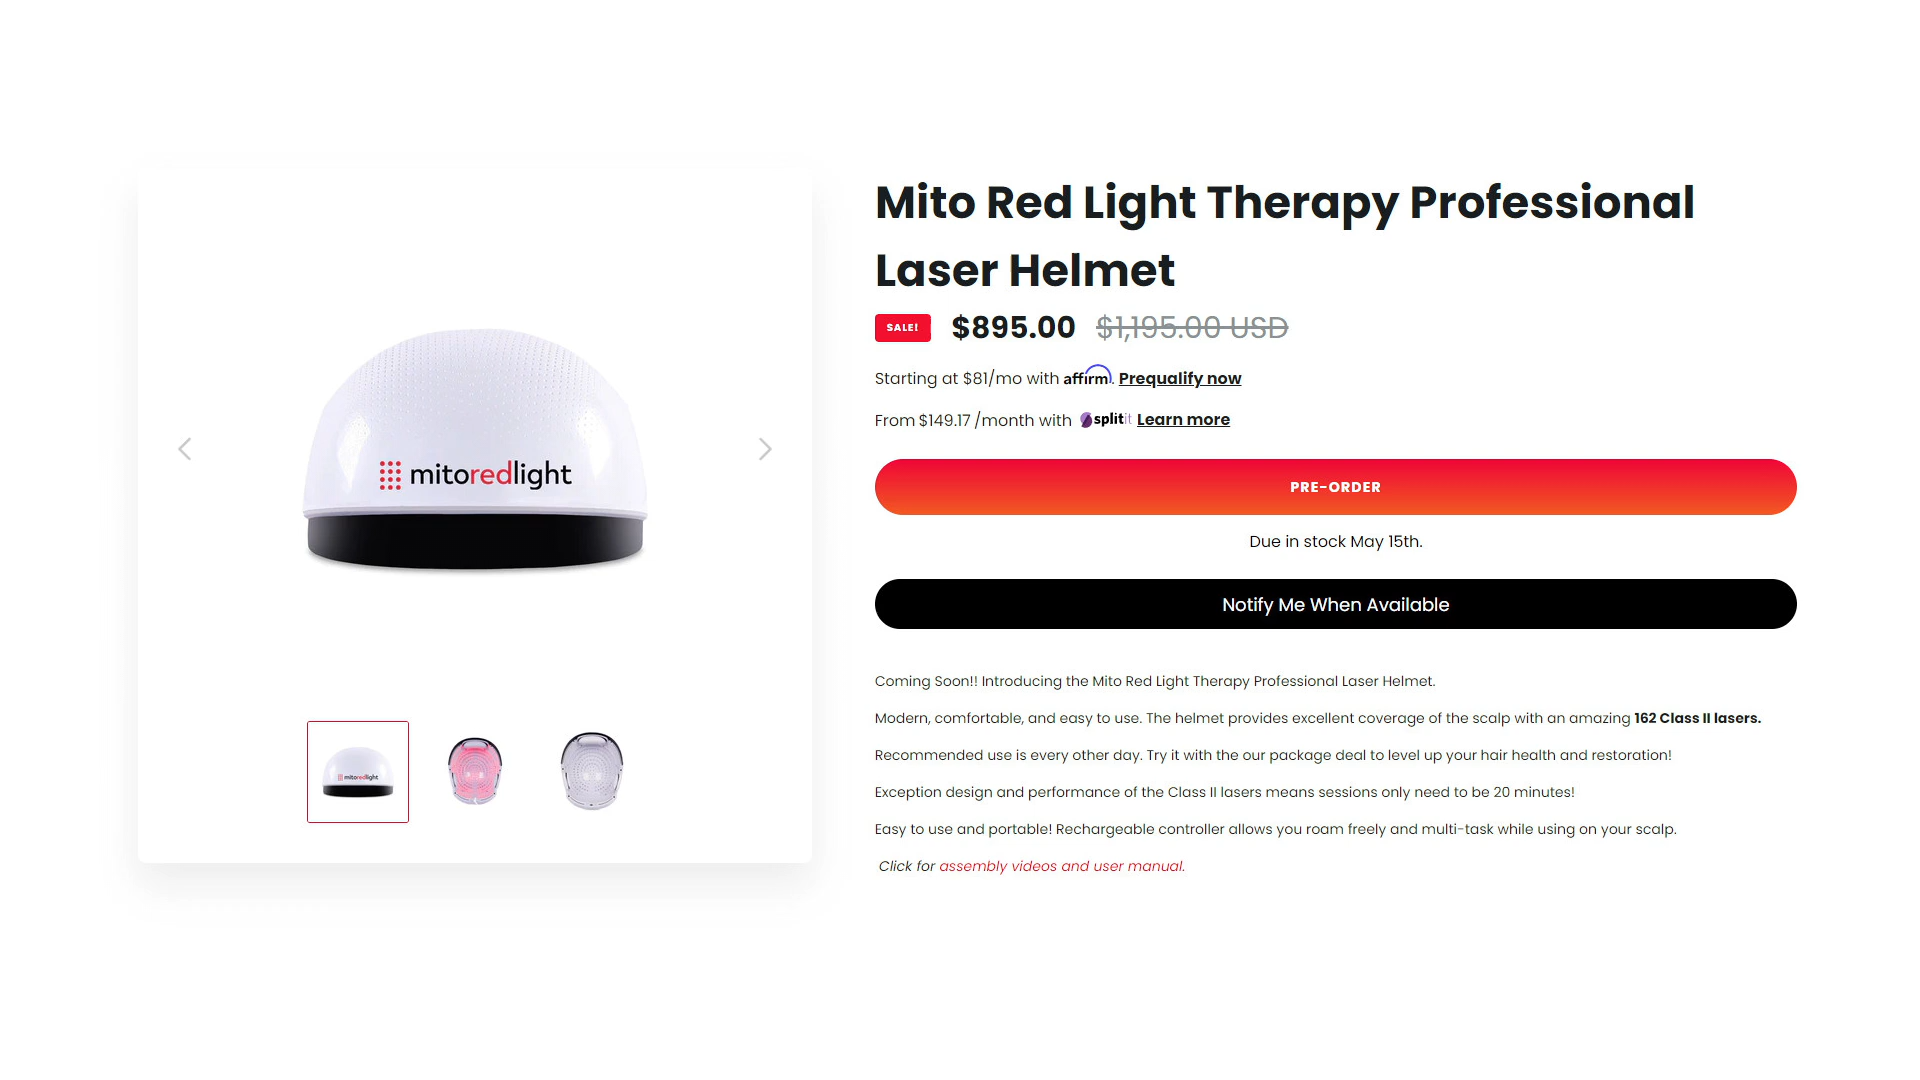 mitoredlight
mitoredlight
Mito Red Light Therapy Professional
Laser Helmet
SALE! $895.00 $1,195.00 USD
Starting at $81/mo with affirm. Prequalify now
From $149.17 /month with splitit Learn more
PRE-ORDER
Due in stock May 15th.
Notify Me When Available
Coming Soon!! Introducing the Mito Red Light Therapy Professional Laser Helmet.
Modern, comfortable, and easy to use. The helmet provides excellent coverage of the scalp with an amazing 162 Class II lasers.
Recommended use is every other day. Try it with the our package deal to level up your hair health and restoration!
Exception design and performance of the Class II lasers means sessions only need to be 20 minutes!
Easy to use and portable! Rechargeable controller allows you roam freely and multi-task while using on your scalp.
Click for assembly videos and user manual.